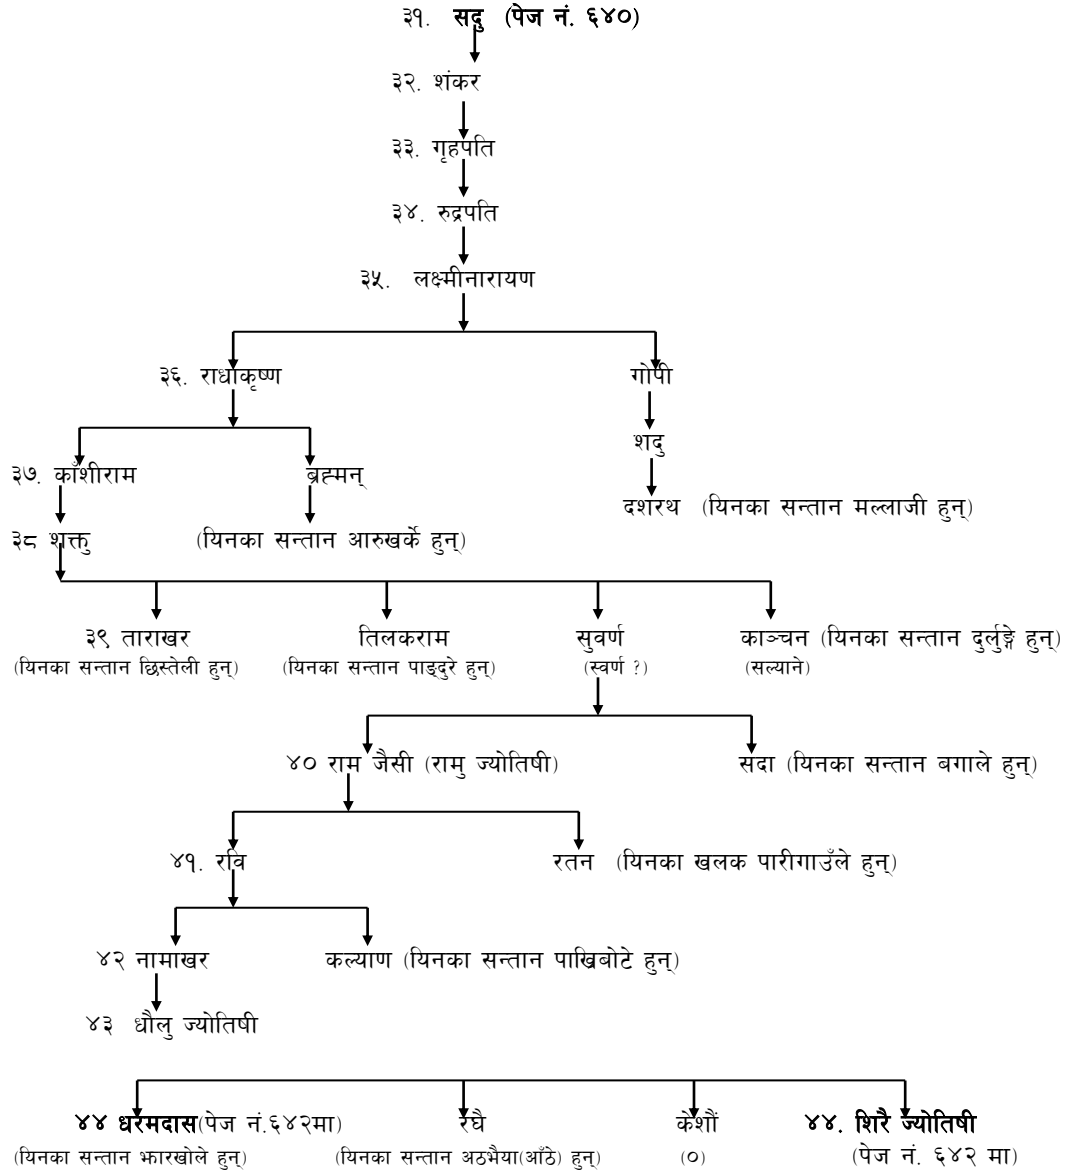 ३१. सदु (पेज नं. ६४०)
३२. शंकर
३३. गृहपति
३४. रुद्रपति
३५. लक्ष्मीनारायण
३६. राधाकृष्ण गोपी
शदु
३७. काँशीराम ब्रह्मन्
दशरथ (यिनका सन्तान मल्लाजी हुन्)
३८ शक्तु (यिनका सन्तान आरुखर्के हुन्)
३९ ताराखर तिलकराम सुवर्ण काञ्चन (यिनका सन्तान दुर्लुङ्गे हुन्)
(यिनका सन्तान छिस्तेली हुन्) (यिनका सन्तान पाङ्दुरे हुन्) (स्वर्ण ?) (सल्याने)
४० राम जैसी (रामु ज्योतिषी) सदा (यिनका सन्तान बगाले हुन्)
४१. रवि रतन (यिनका खलक पारीगाउँले हुन्)
४२ नामाखर कल्याण (यिनका सन्तान पाखिबोटे हुन्)
४३ धौलु ज्योतिषी
४४ धरमदास(पेज नं.६४२मा) रघै केशौं ४४. शिरै ज्योतिषी
(यिनका सन्तान झारखोले हुन्) (यिनका सन्तान अठभैया(आँठे) हुन्) (०) (पेज नं. ६४२ मा)